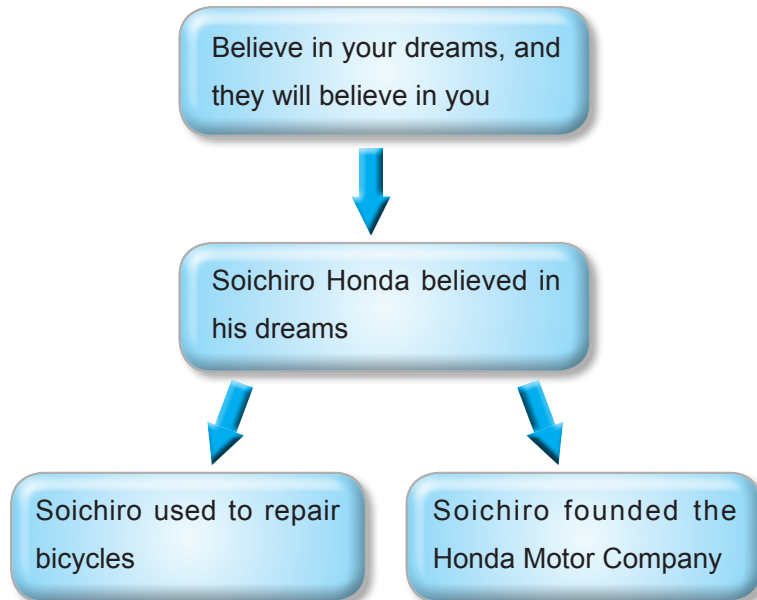 Believe in your dreams, and
they will believe in you
Soichiro Honda believed in
his dreams
Soichiro used to repair
bicycles
Soichiro founded the
Honda Motor Company